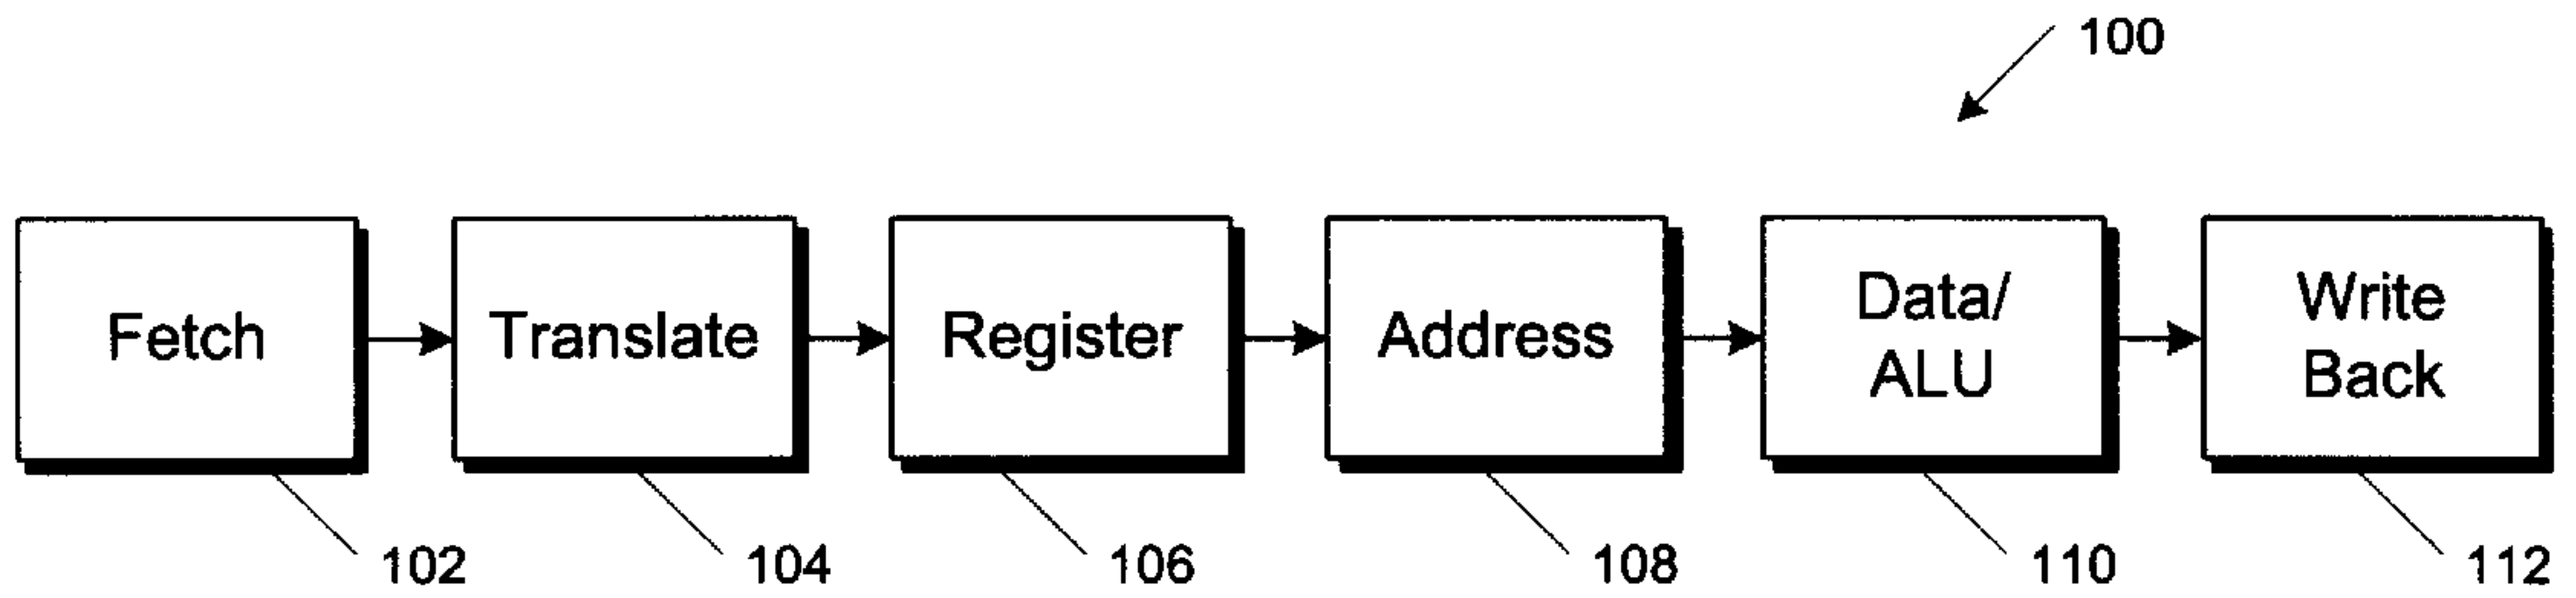 100
Fetch
Translate
Register
Address
Data/
ALU
Write
Back
102
104
106
108
110
112